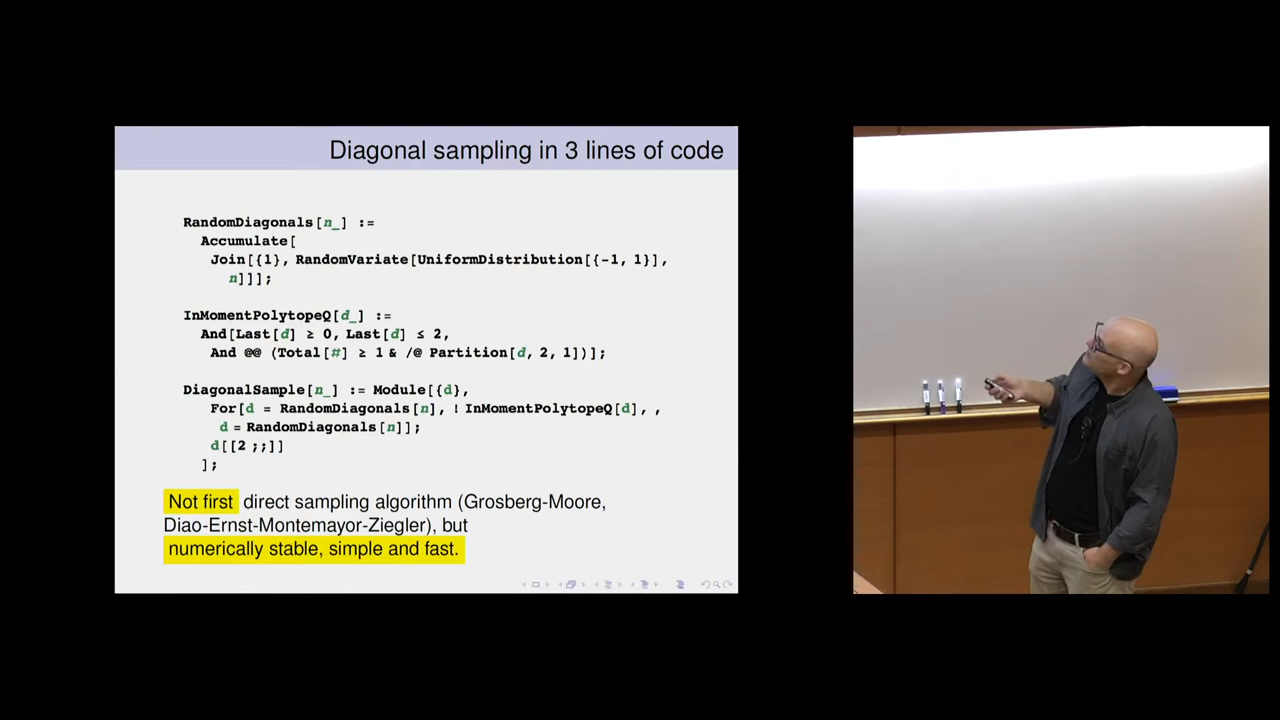 Diagonal sampling in 3 lines of code
RandomDiagonals[n_] :=
Accumulate[
Join[{1}, RandomVariate[UniformDistribution[{-1, 1}],
n]]];
InMomentPolytopeQ[d_] :=
And[Last[d] ≥ 0, Last[d] ≤ 2,
And @@ (Total[#] ≥ 1 & /@ Partition[d, 2, 1])];
DiagonalSample[n_] := Module[{d},
For[d = RandomDiagonals[n], ! InMomentPolytopeQ[d], ,
d = RandomDiagonals[n]];
d[[2 ;;]]
];
Not first direct sampling algorithm (Grosberg-Moore,
Diao-Ernst-Montemayor-Ziegler), but
numerically stable, simple and fast.